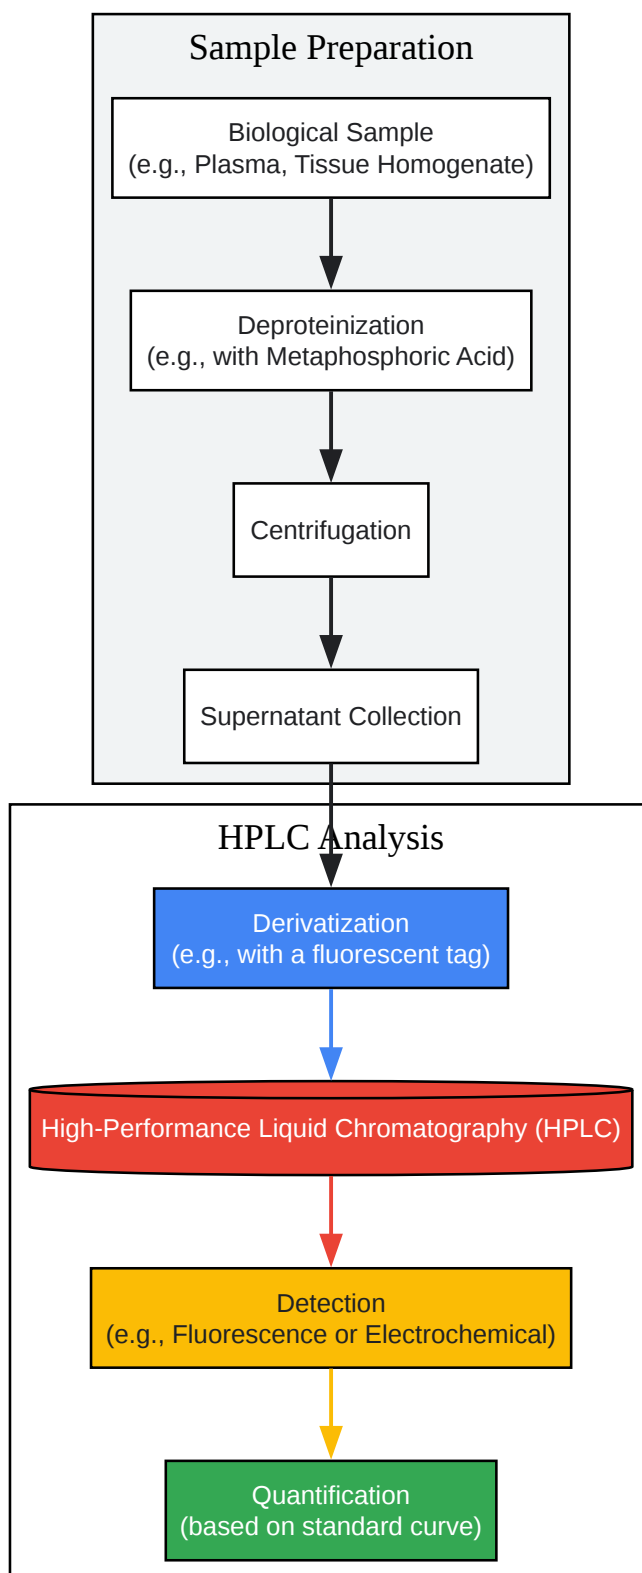 Sample Preparation
Biological Sample
(e.g., Plasma, Tissue Homogenate)
Deproteinization
(e.g., with Metaphosphoric Acid)
Centrifugation
Supernatant Collection
HPLC Analysis
Derivatization
(e.g., with a fluorescent tag)
High-Performance Liquid Chromatography (HPLC)
Detection
(e.g., Fluorescence or Electrochemical)
Quantification
(based on standard curve)